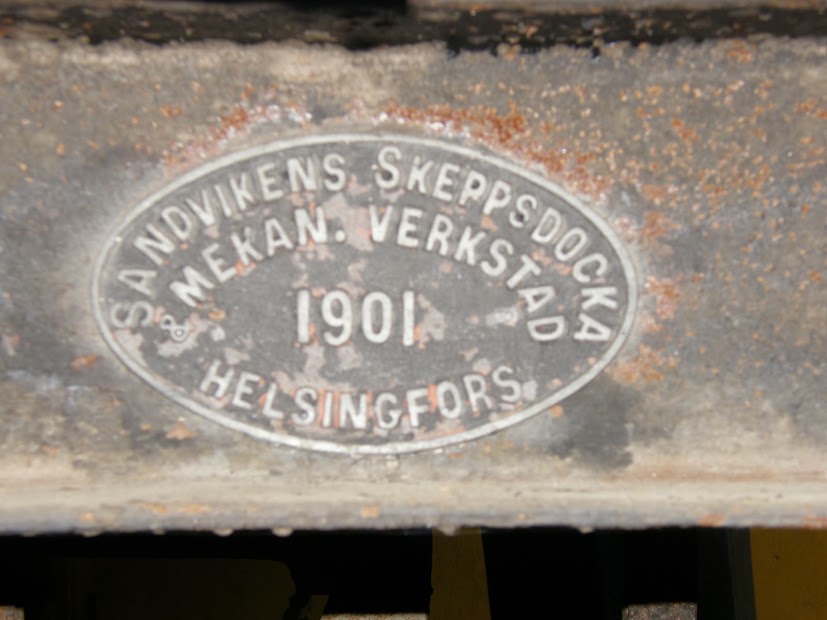 SANDVIKENS SKEPPSDOCKA
& MEKAN. VERKSTAD
1901
HELSINGFORS